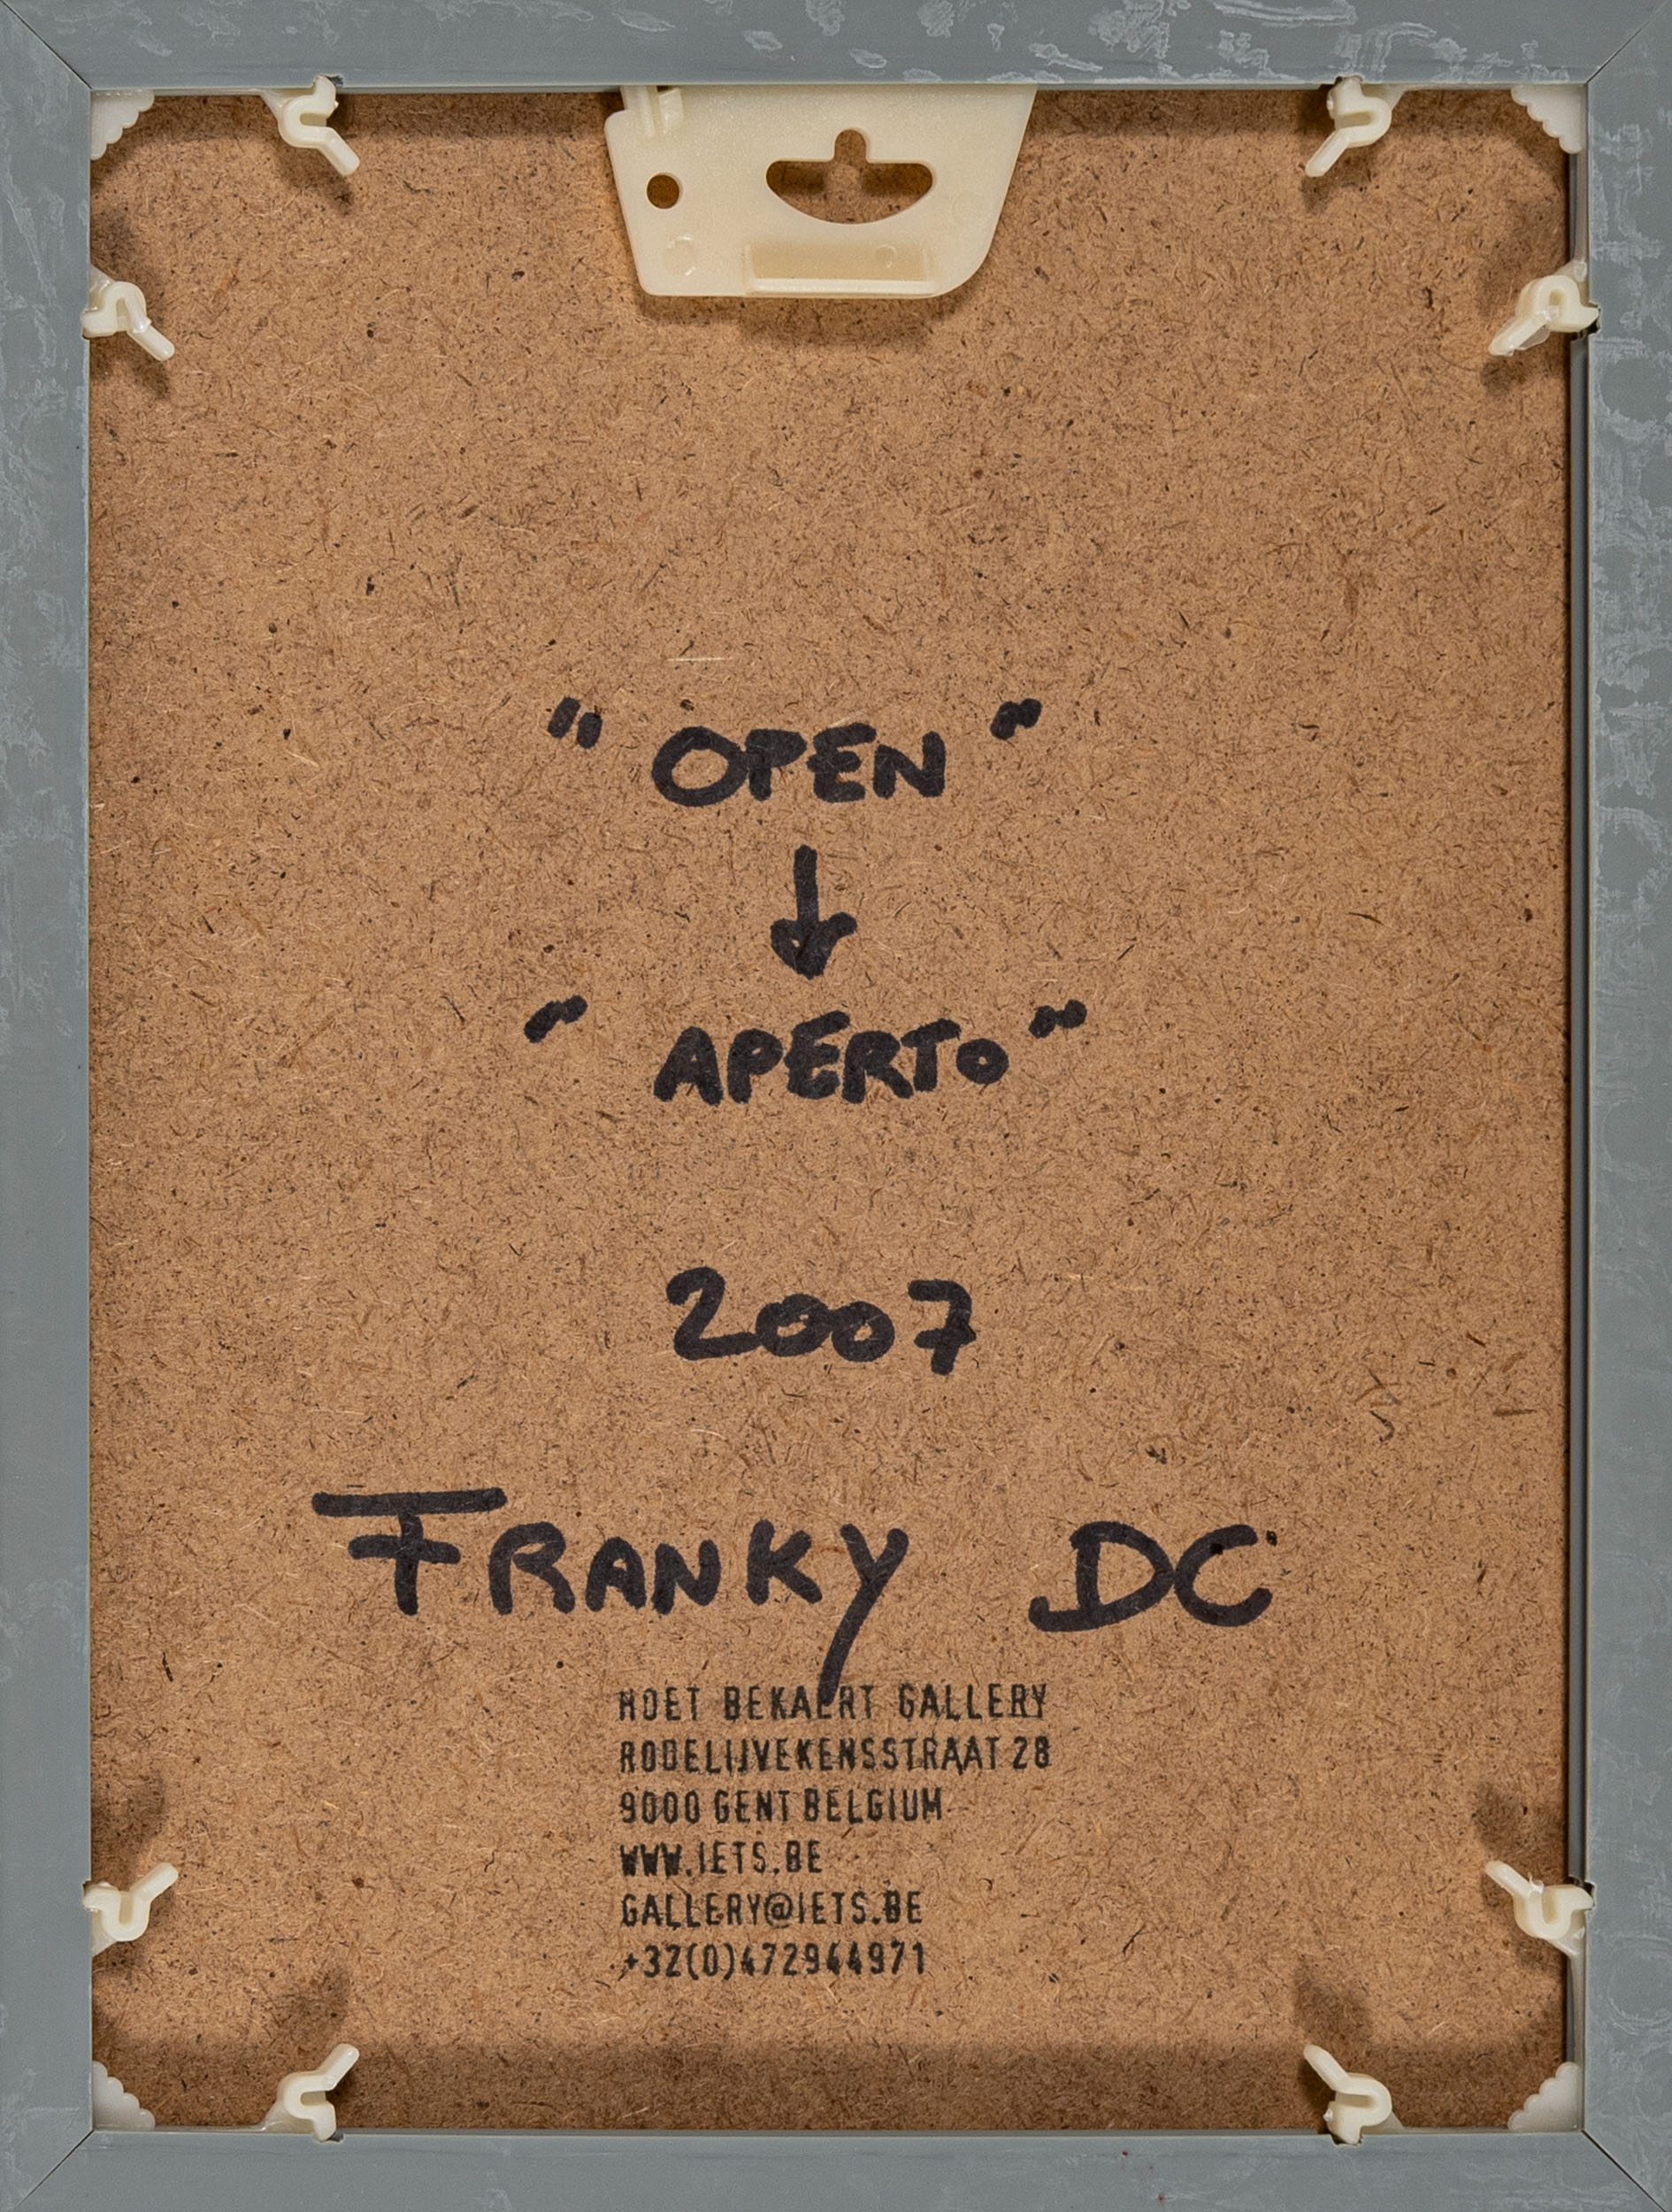 "OPEN"
↓
"APERTO"
2007
FRANKY DC
HOET BEKAERT GALLERY
RODELIJVEKENSSTRAAT 28
9000 GENT BELGIUM
WWW.IETS.BE
GALLERY@IETS.BE
+32(0)472944971